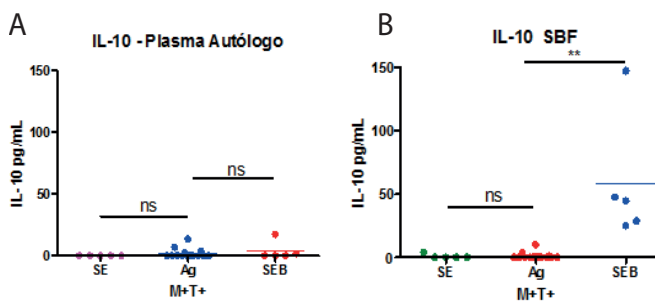 A
IL-10 - Plasma Autólogo
IL-10 pg/mL
150
100
50
0
ns
ns
SE
Ag
SEB
M+T+
B
IL-10 SBF
IL-10 pg/mL
150
100
50
0
**
ns
SE
Ag
SEB
M+T+